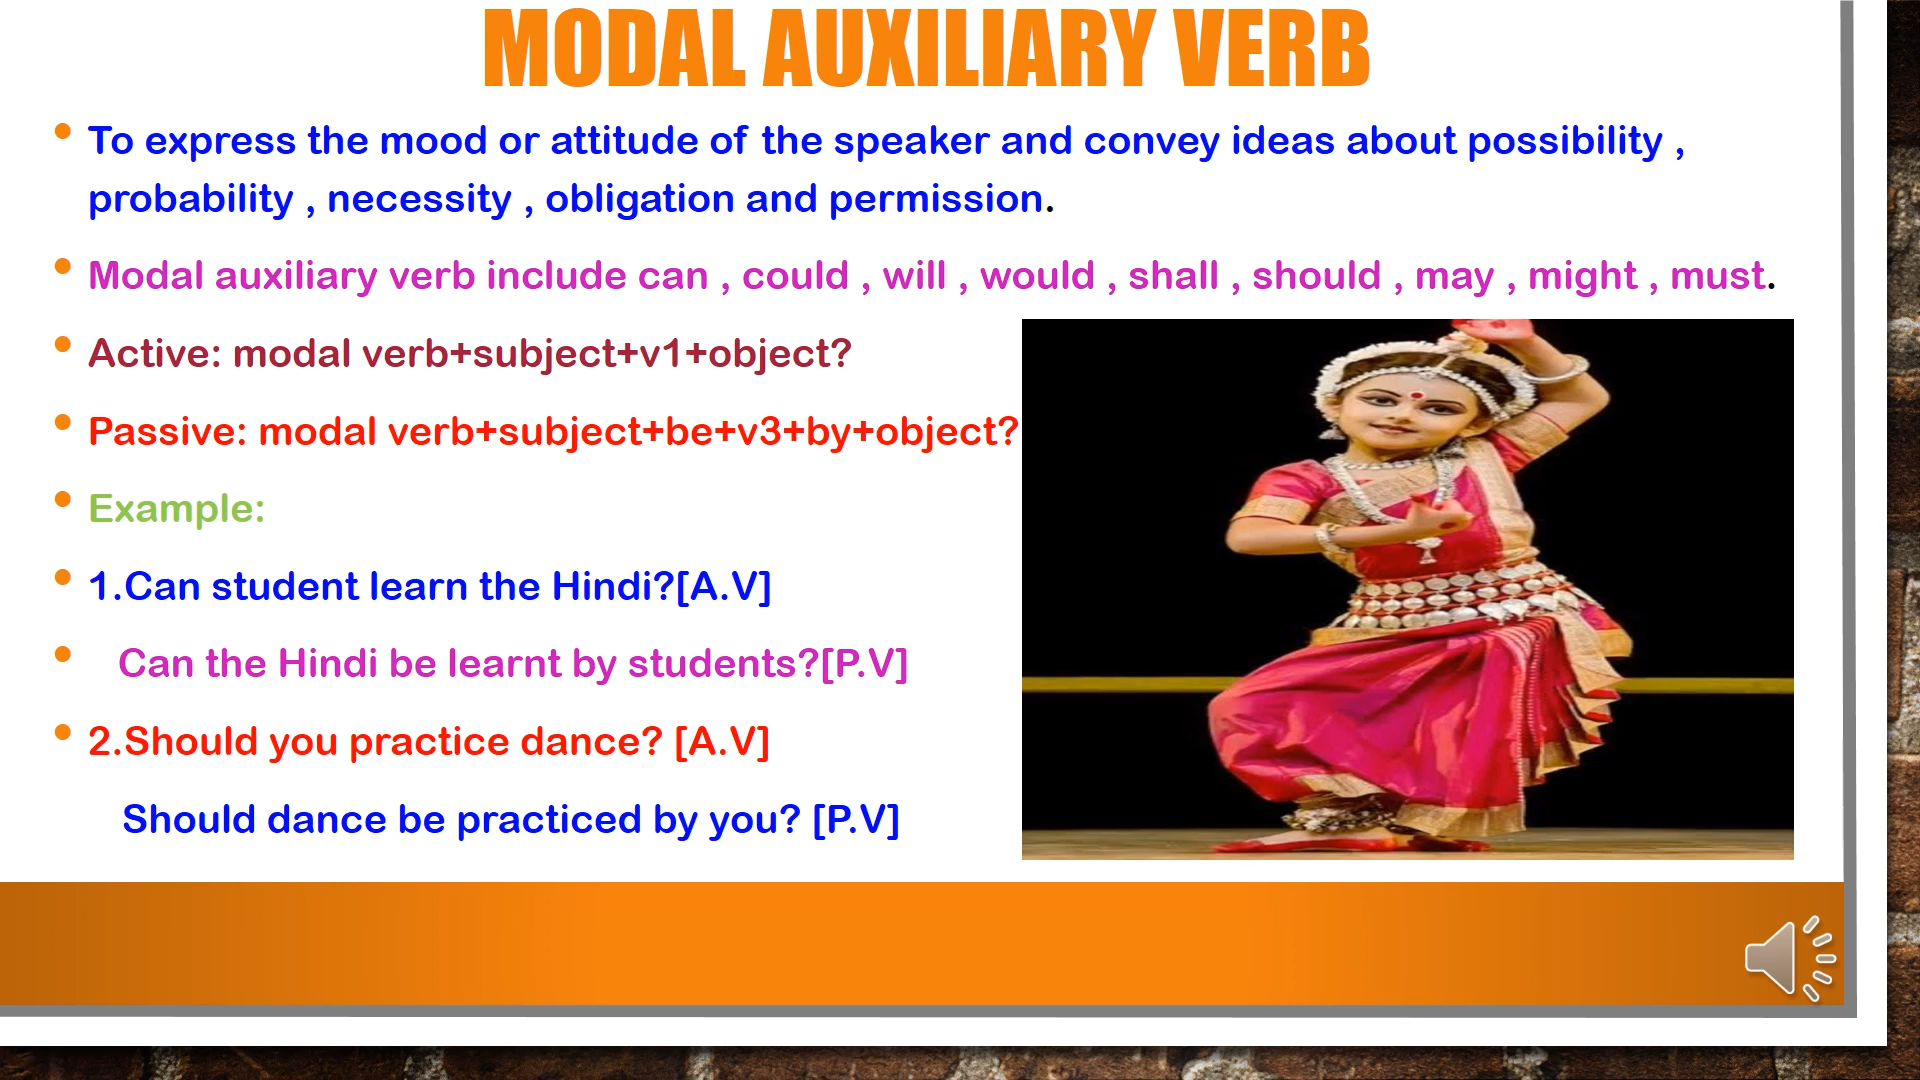 MODAL AUXILIARY VERB
• To express the mood or attitude of the speaker and convey ideas about possibility ,
probability , necessity , obligation and permission.
• Modal auxiliary verb include can , could , will , would , shall , should , may , might , must.
• Active: modal verb+subject+v1+object?
• Passive: modal verb+subject+be+v3+by+object?
• Example:
• 1.Can student learn the Hindi?[A.V]
• Can the Hindi be learnt by students?[P.V]
• 2.Should you practice dance? [A.V]
Should dance be practiced by you? [P.V]